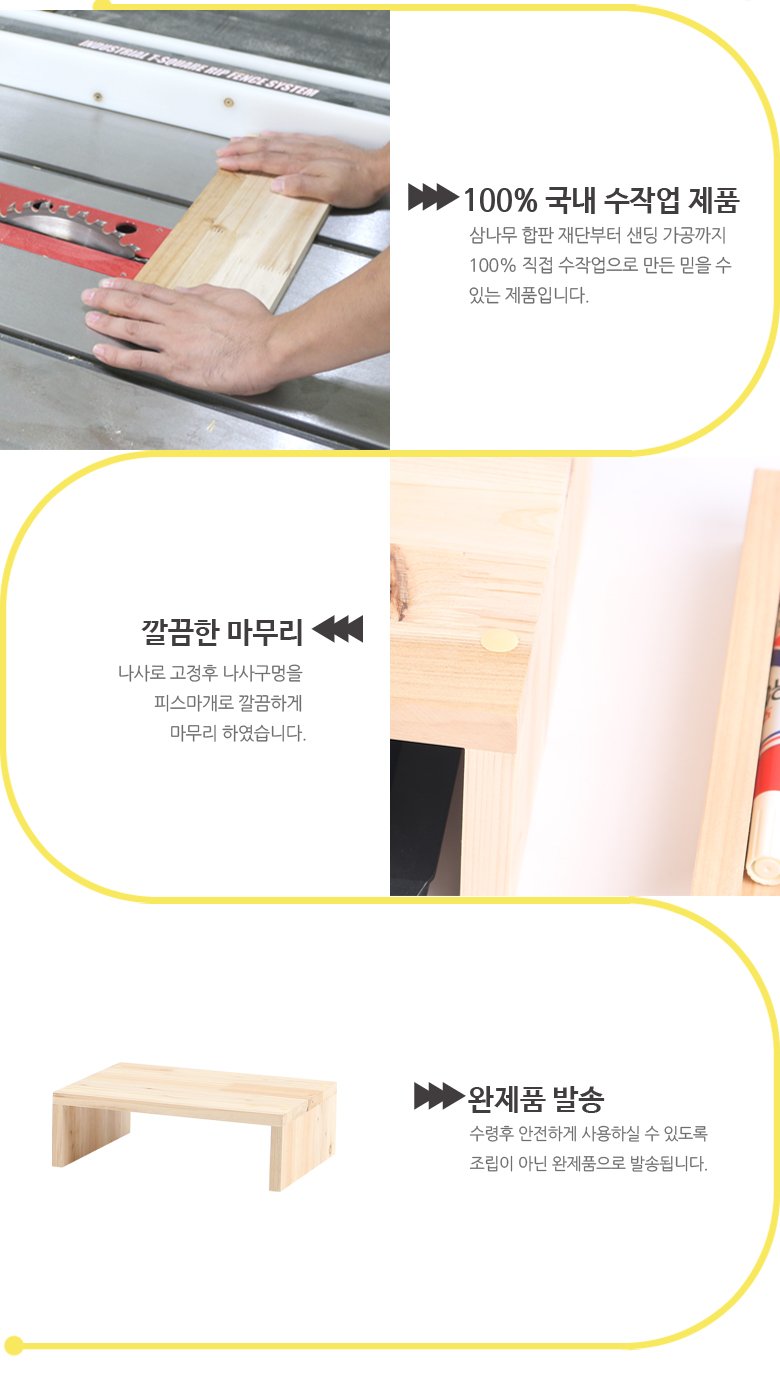 INDUSTRIAL T-SQUARE RIP FENCE SYSTEM
100% 국내 수작업 제품
삼나무 합판 재단부터 샌딩 가공까지
100% 직접 수작업으로 만든 믿을 수
있는 제품입니다.
깔끔한 마무리
나사로 고정후 나사구멍을
피스마개로 깔끔하게
마무리 하였습니다.
완제품 발송
수령후 안전하게 사용하실 수 있도록
조립이 아닌 완제품으로 발송됩니다.